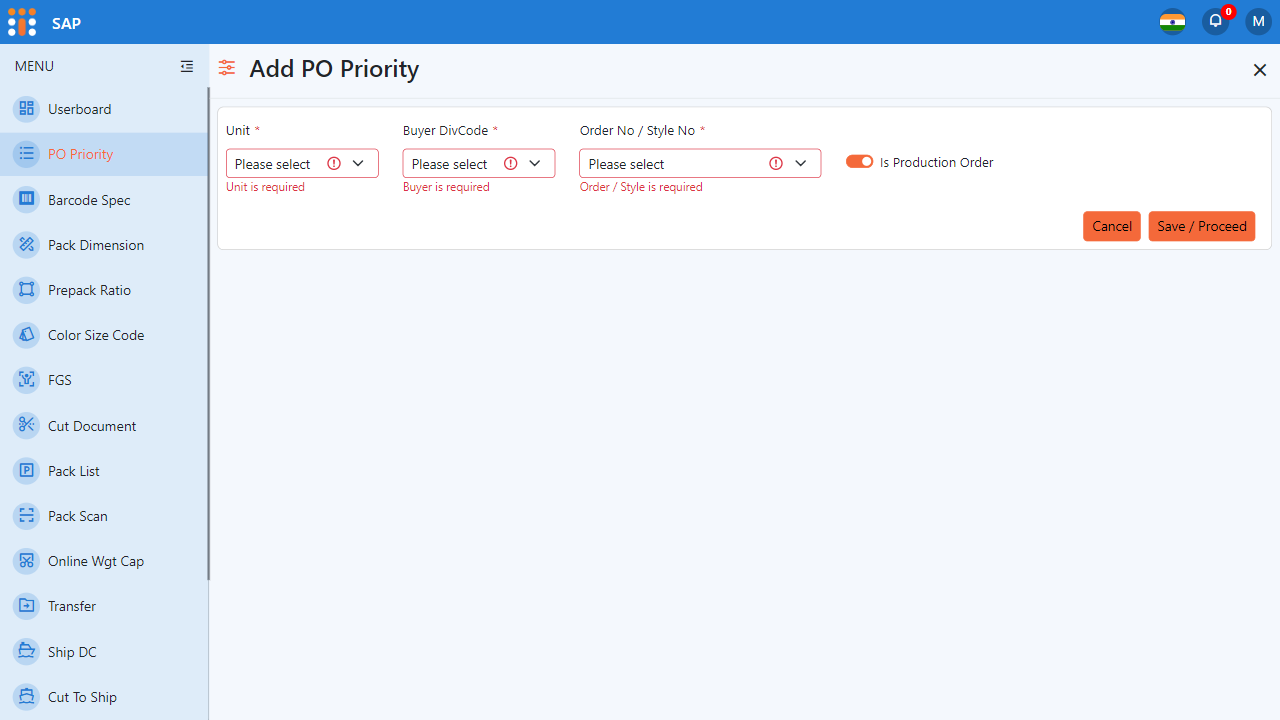 SAP
0
M
MENU
Add PO Priority
Userboard
PO Priority
Barcode Spec
Pack Dimension
Prepack Ratio
Color Size Code
FGS
Cut Document
Pack List
Pack Scan
Online Wgt Cap
Transfer
Ship DC
Cut To Ship
Unit *
Buyer DivCode *
Order No / Style No *
Please select
Please select
Please select
Is Production Order
Unit is required
Buyer is required
Order / Style is required
Cancel
Save / Proceed